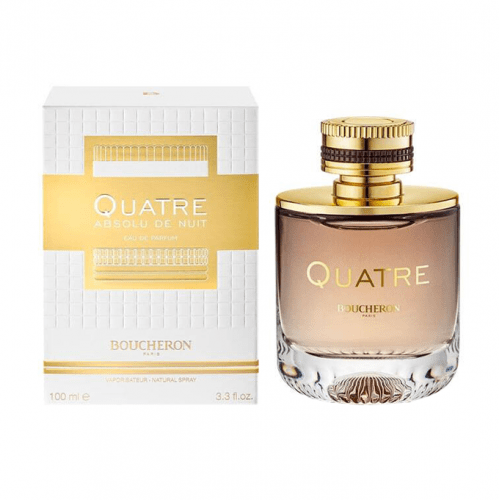 QUATRE
ABSOLU DE NUIT
EAU DE PARFUM
BOUCHERON
PARIS
VAPORISATEUR - NATURAL SPRAY
100 ml e 3.3 fl.oz.
QUATRE
BOUCHERON
PARIS